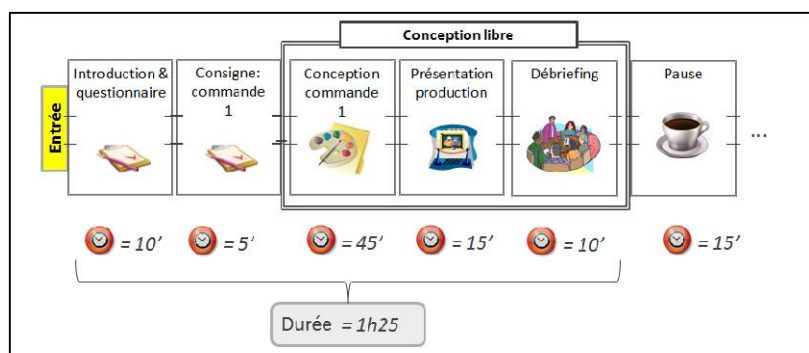 Conception libre
Entrée
Introduction &
questionnaire
Consigne:
commande
1
Conception
commande
1
Présentation
production
Débriefing
Pause
...
= 10’
= 5’
= 45’
= 15’
= 10’
= 15’
Durée = 1h25